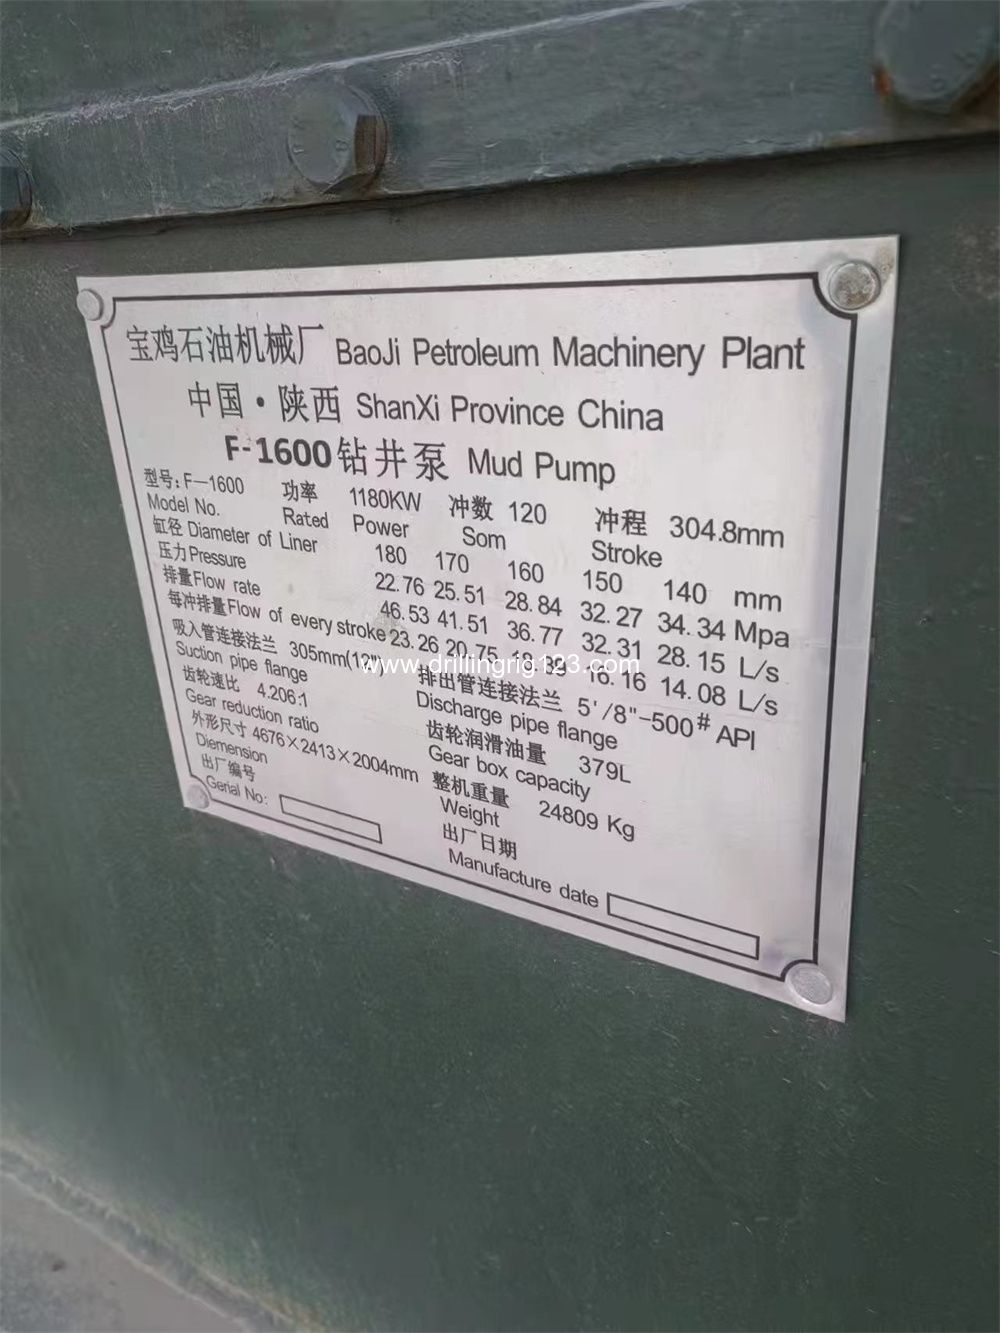 宝鸡石油机械厂 BaoJi Petroleum Machinery Plant
中国·陕西 ShanXi Province China
F-1600钻井泵 Mud Pump
型号:F—1600 功率 1180KW 冲数 120 冲程 304.8mm
Model No. Rated Power Som Stroke
缸径 Diameter of Liner 180 170 160 150 140 mm
压力Pressure 22.76 25.51 28.84 32.27 34.34 Mpa
排量Flow rate 46.53 41.51 36.77 32.31 28.15 L/s
每冲排量Flow of every stroke 23.26 20.75 16.16 14.08 L/s
吸入管连接法兰 305mm(12") 排出管连接法兰 5'/8"-500# API
Suction pipe flange Discharge pipe flange
齿轮速比 4.206:1 齿轮润滑油量 379L
Gear reduction ratio Gear box capacity
外形尺寸 4676×2413×2004mm 整机重量 24809 Kg
Diemension Weight
出厂编号 出厂日期
Gerial No: Manufacture date
www.drillingrig123.com